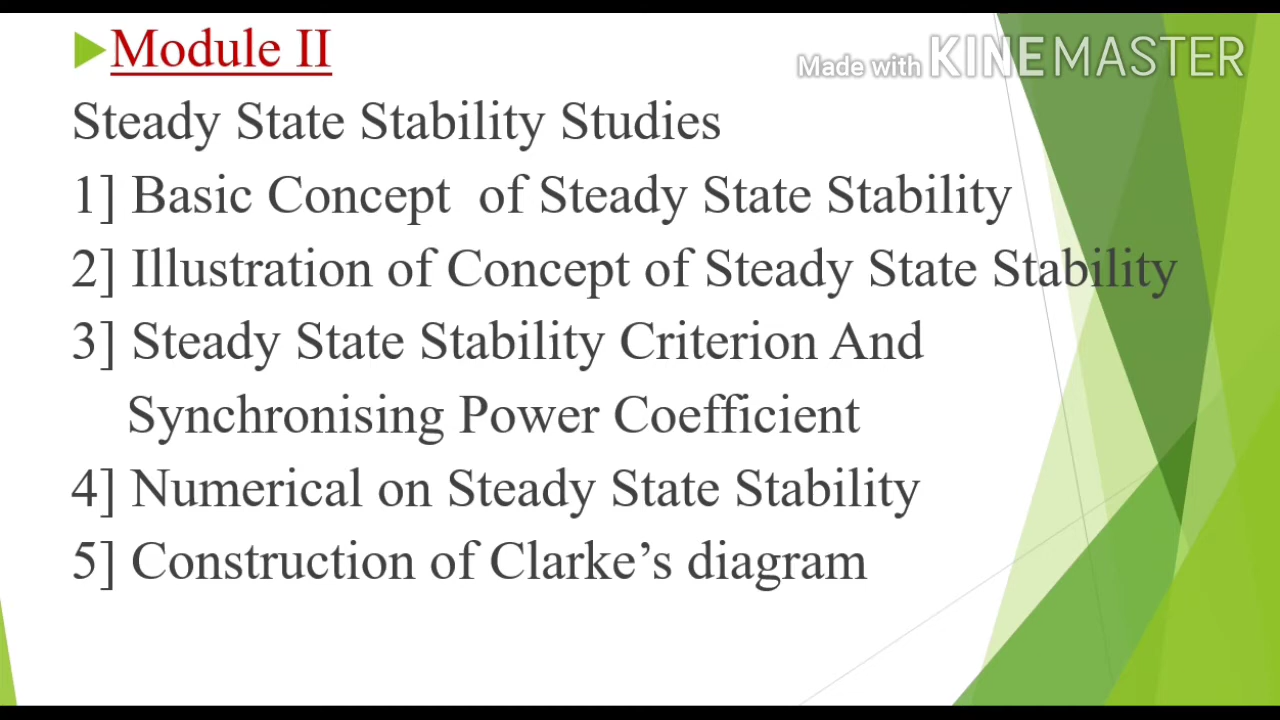 Module II
Made with KINEMASTER
Steady State Stability Studies
1] Basic Concept  of Steady State Stability
2] Illustration of Concept of Steady State Stability
3] Steady State Stability Criterion And
Synchronising Power Coefficient
4] Numerical on Steady State Stability
5] Construction of Clarke’s diagram